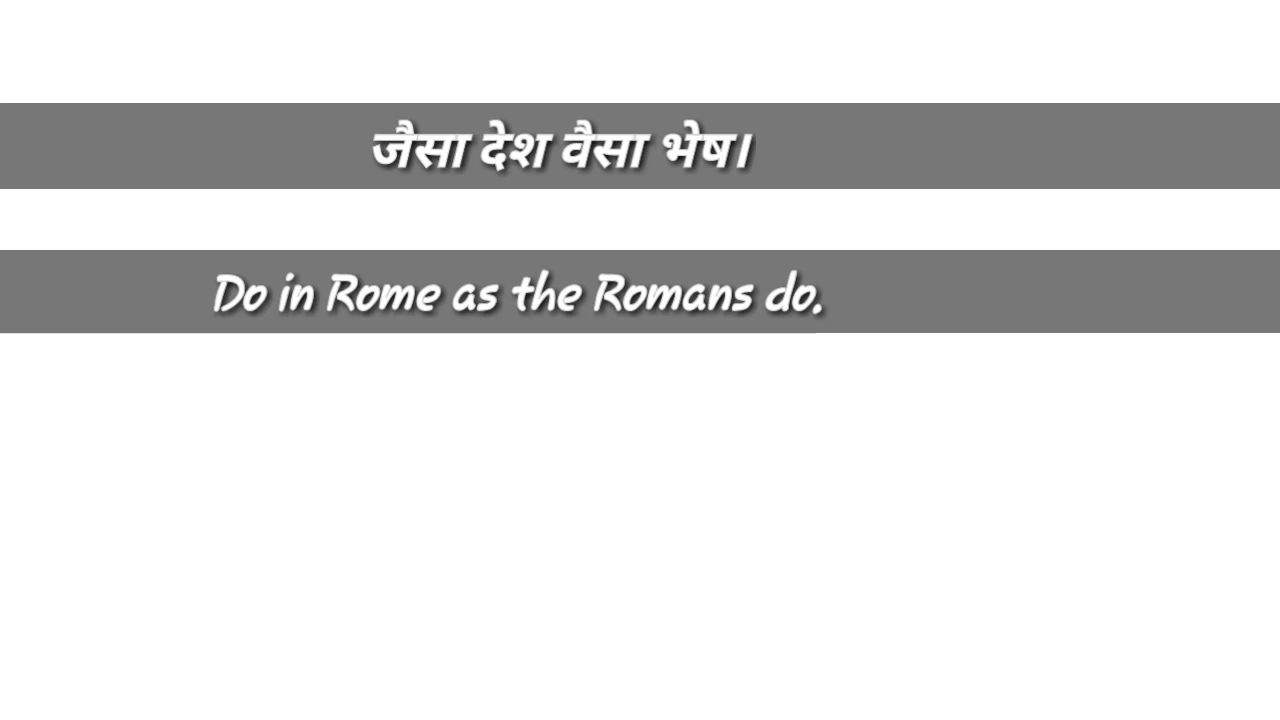 जैसा देश वैसा भेष।
Do in Rome as the Romans do.